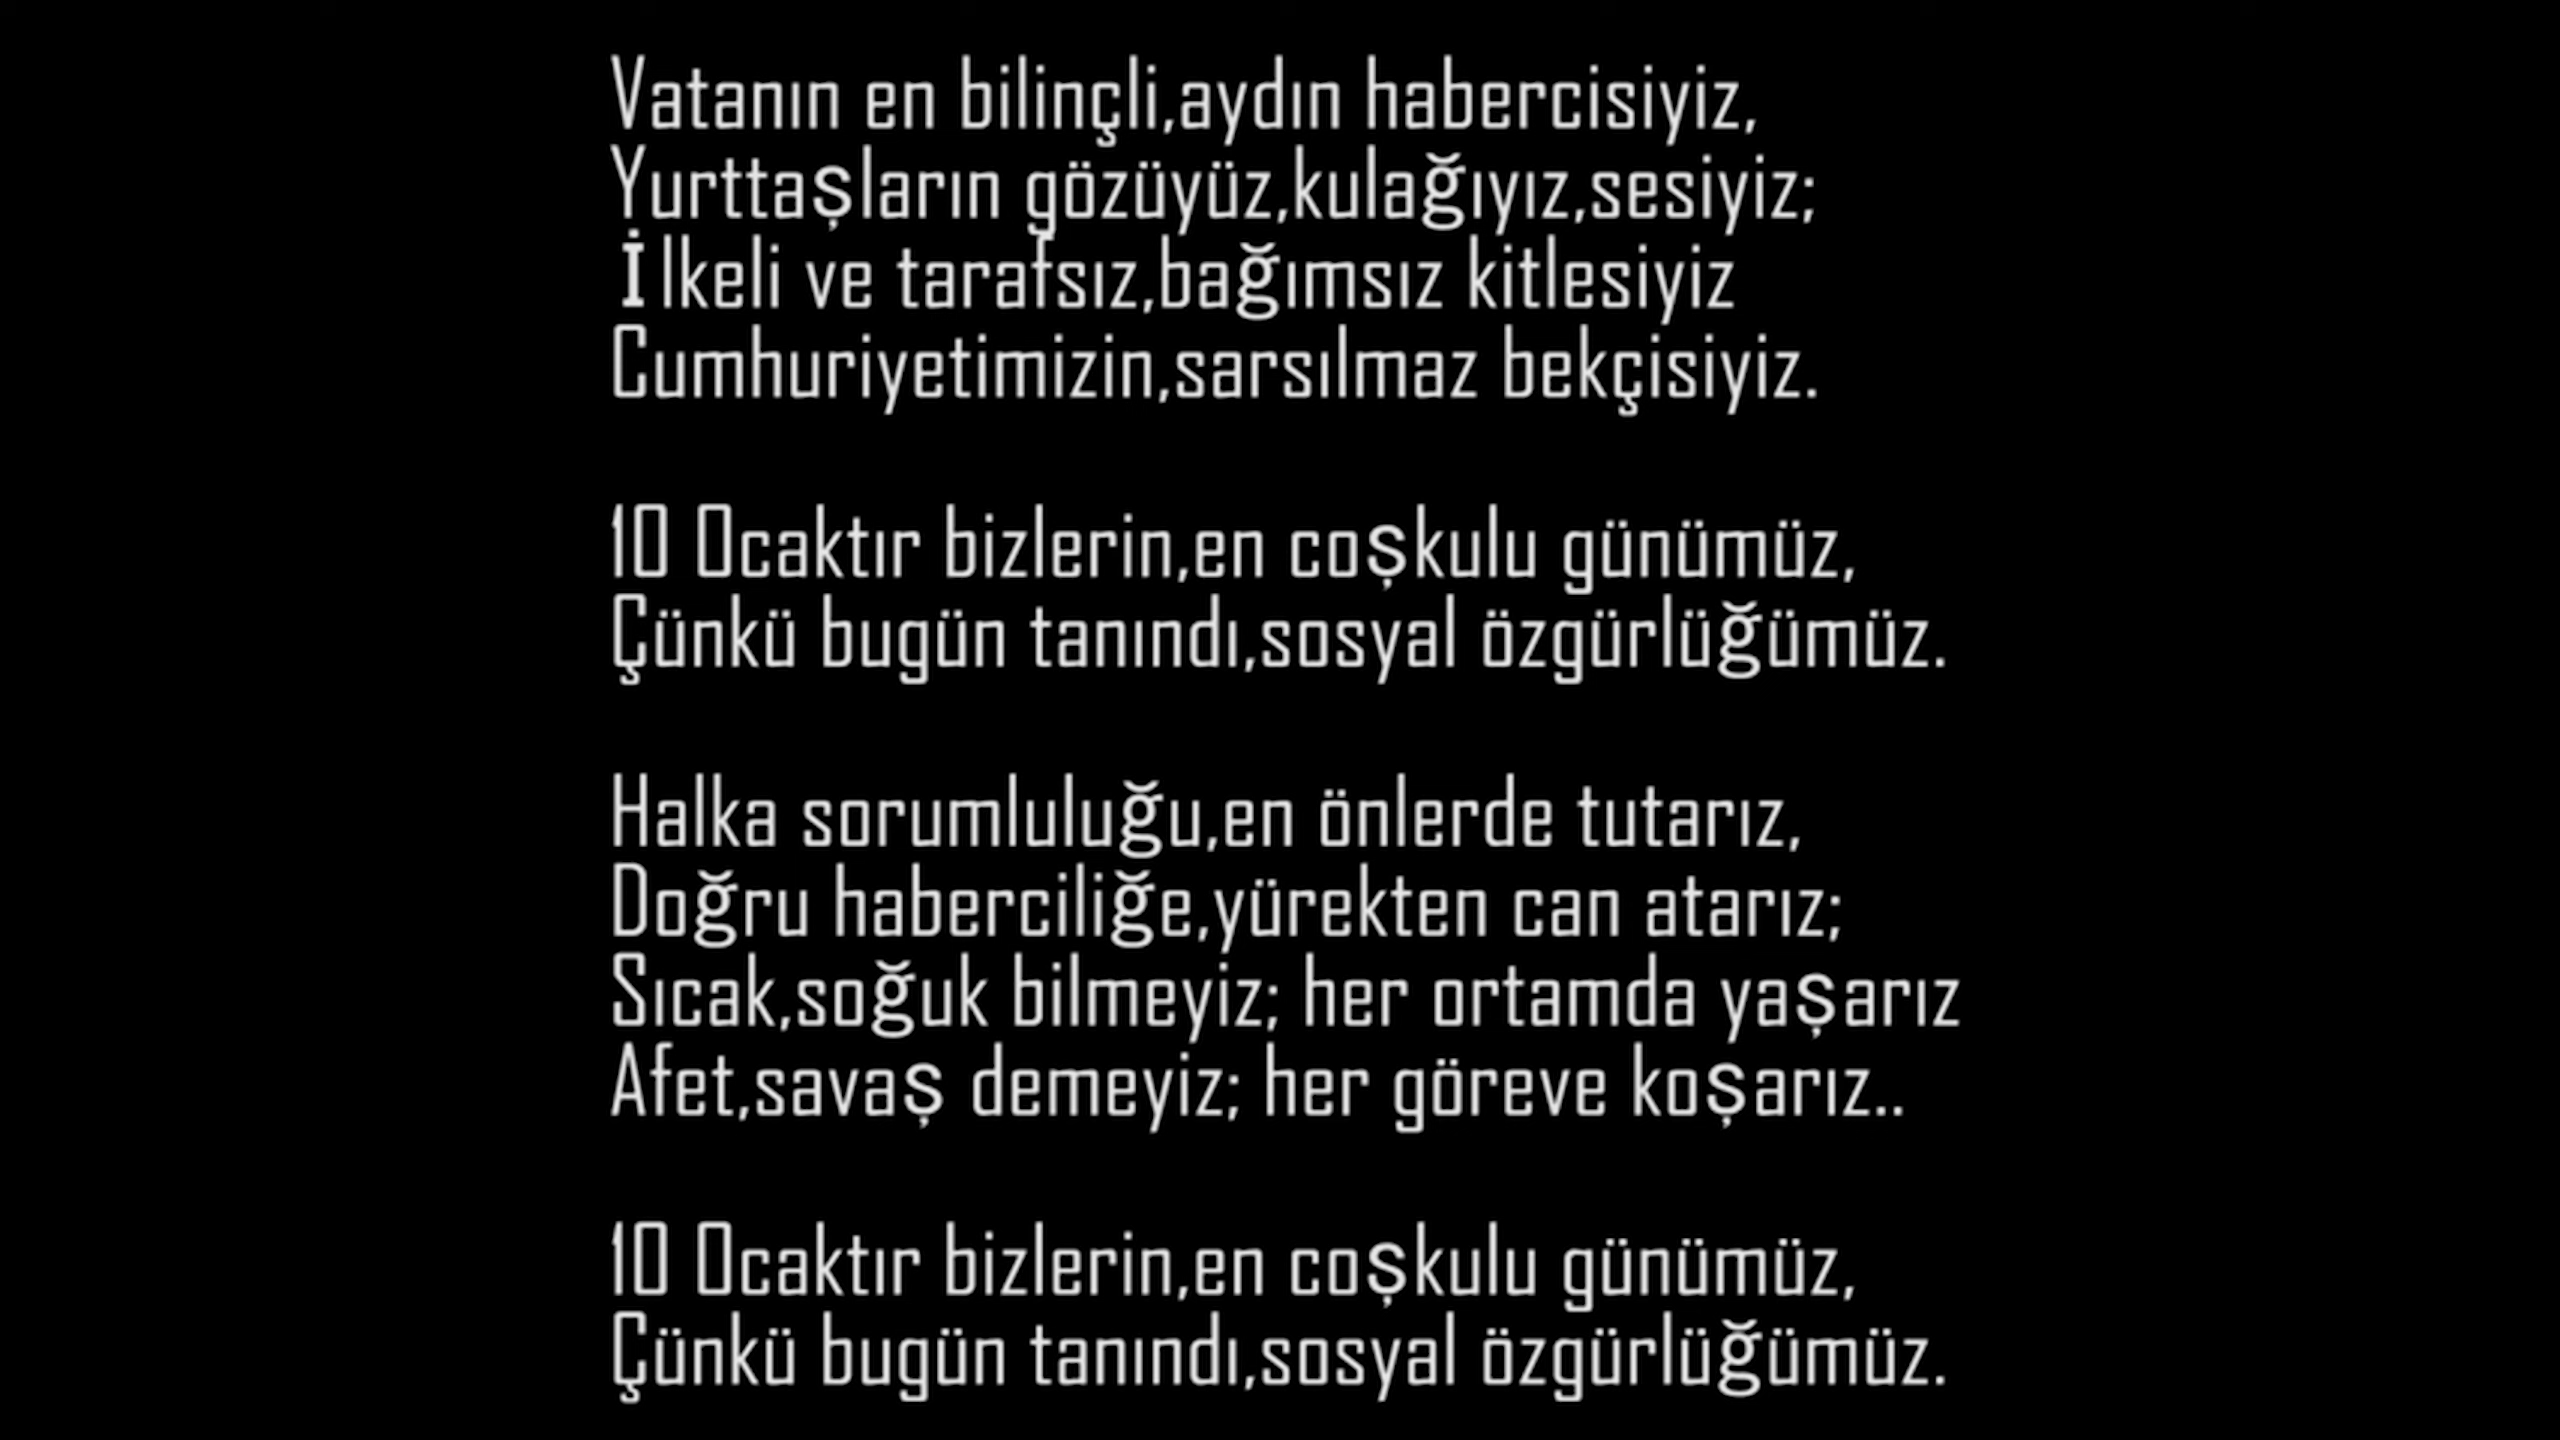 Vatanın en bilinçli,aydın habercisiyiz,
Yurttaşların gözüyüz,kulağıyız,sesiyiz;
İlkeli ve tarafsız,bağımsız kitlesiyiz
Cumhuriyetimizin,sarsılmaz bekçisiyiz.
10 Ocaktır bizlerin,en coşkulu günümüz,
Çünkü bugün tanındı,sosyal özgürlüğümüz.
Halka sorumluluğu,en önlerde tutarız,
Doğru haberciliğe,yürekten can atarız;
Sıcak,soğuk bilmeyiz; her ortamda yaşarız
Afet,savaş demeyiz; her göreve koşarız..
10 Ocaktır bizlerin,en coşkulu günümüz,
Çünkü bugün tanındı,sosyal özgürlüğümüz.